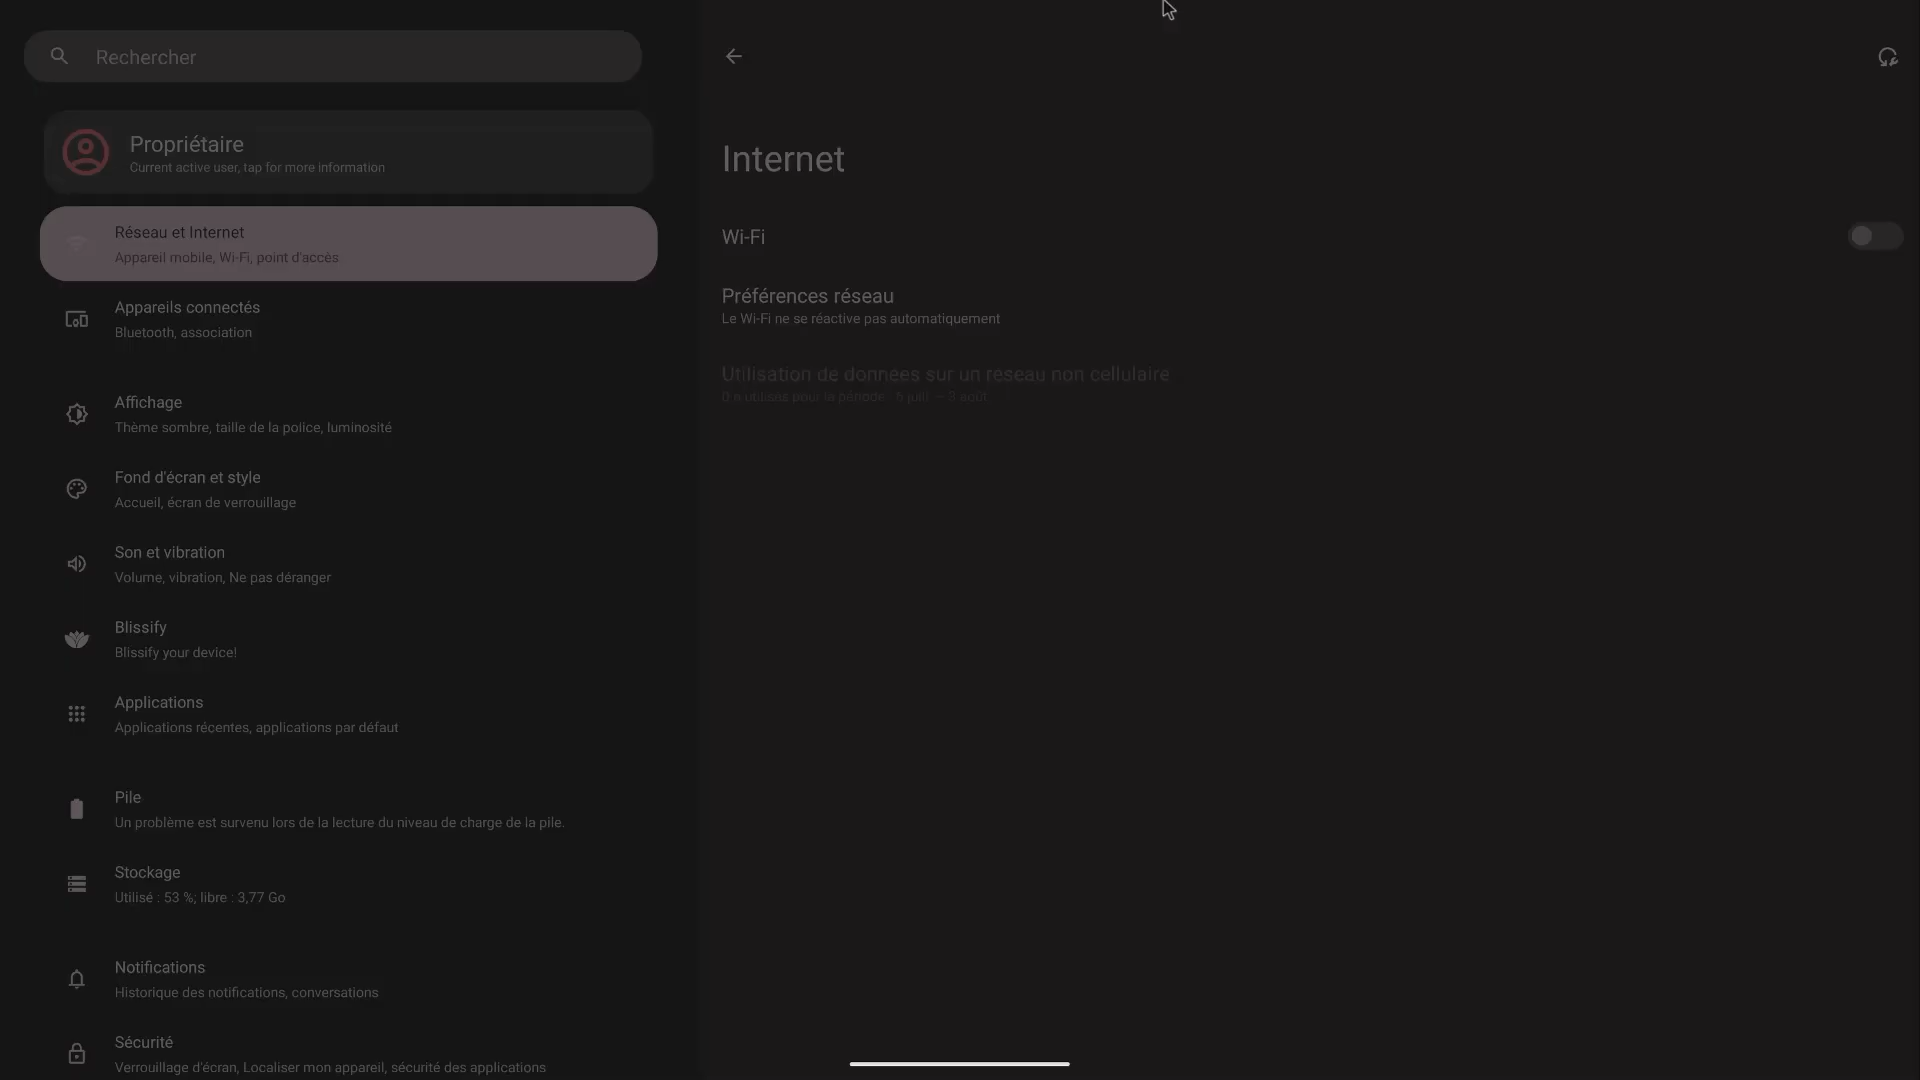 Rechercher
Propriétaire
Current active user, tap for more information
Réseau et Internet
Appareil mobile, Wi-Fi, point d'accès
Appareils connectés
Bluetooth, association
Affichage
Thème sombre, taille de la police, luminosité
Fond d'écran et style
Accueil, écran de verrouillage
Son et vibration
Volume, vibration, Ne pas déranger
Blissify
Blissify your device!
Applications
Applications récentes, applications par défaut
Pile
Un problème est survenu lors de la lecture du niveau de charge de la pile.
Stockage
Utilisé : 53 %; libre : 3,77 Go
Notifications
Historique des notifications, conversations
Sécurité
Verrouillage d'écran, Localiser mon appareil, sécurité des applications
Internet
Wi-Fi
Préférences réseau
Le Wi-Fi ne se réactive pas automatiquement
Utilisation de données sur un réseau non cellulaire
utilisés pour la période :